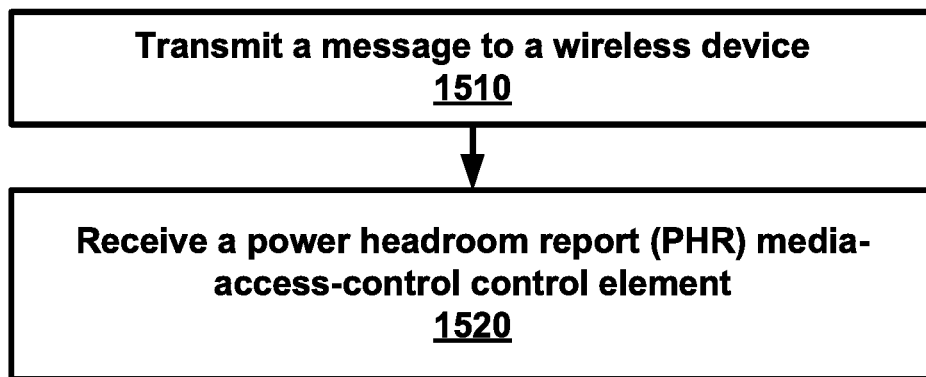 Transmit a message to a wireless device
1510
Receive a power headroom report (PHR) media-
access-control control element
1520